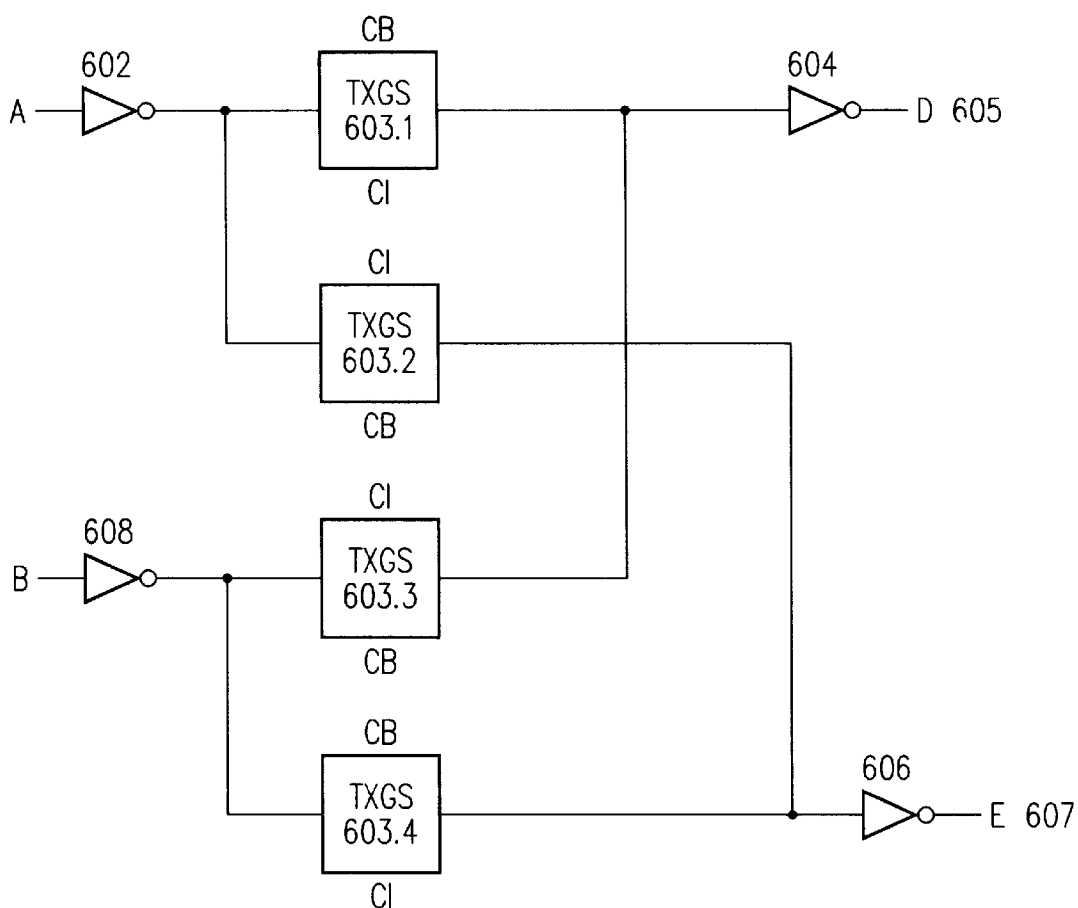 CB
602
604
A
TXGS
603.1
D 605
CI
CI
TXGS
603.2
CB
CI
608
B
TXGS
603.3
CB
CB
606
TXGS
603.4
E 607
CI